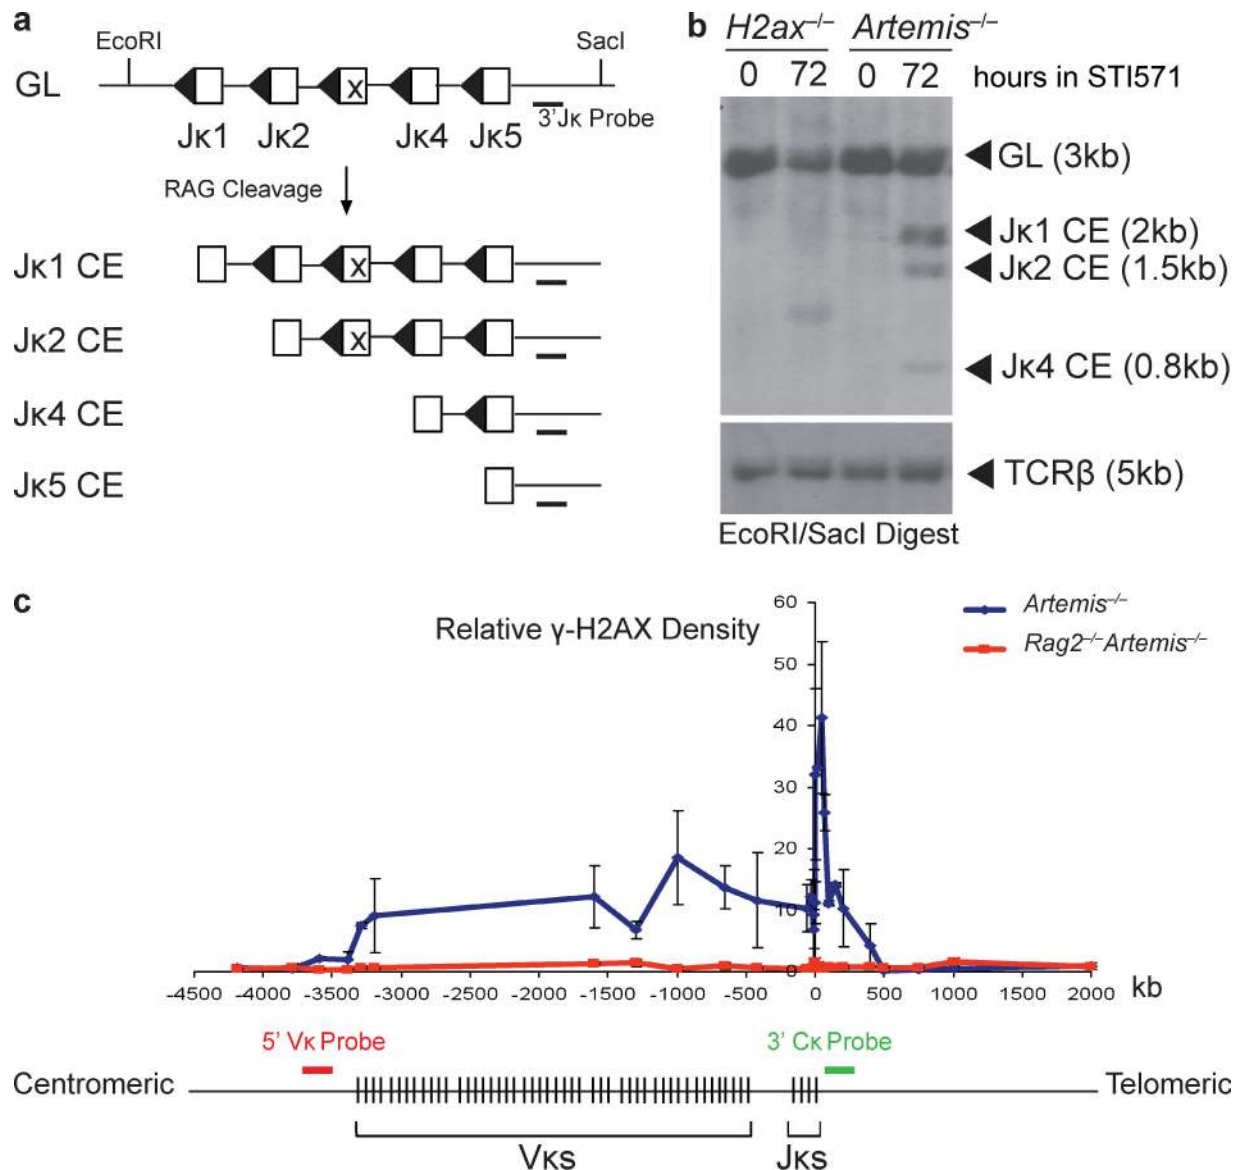 a
EcoRI
SacI
GL
x
Jκ1
Jκ2
Jκ4
Jκ5
3'Jκ Probe
RAG Cleavage
Jκ1 CE
x
Jκ2 CE
x
Jκ4 CE
Jκ5 CE
b
H2ax–/–
Artemis–/–
0
72
0
72
hours in STI571
GL (3kb)
Jκ1 CE (2kb)
Jκ2 CE (1.5kb)
Jκ4 CE (0.8kb)
TCRβ (5kb)
EcoRI/SacI Digest
c
Relative γ-H2AX Density
Artemis–/–
Rag2–/–Artemis–/–
60
50
40
30
20
10
0
-4500 -4000 -3500 -3000 -2500 -2000 -1500 -1000 -500 0 500 1000 1500 2000 kb
5' Vκ Probe
3' Cκ Probe
Centromeric
Telomeric
Vκs
Jκs